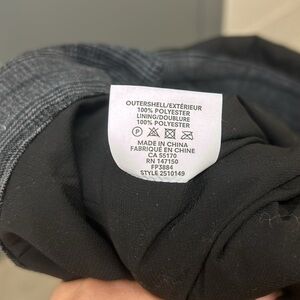 OUTERSHELL/EXTÉRIEUR
100% POLYESTER
LINING/DOUBLURE
100% POLYESTER
P
MADE IN CHINA
FABRIQUÉ EN CHINE
CA 55170
RN 147150
FP3884
STYLE 2510149